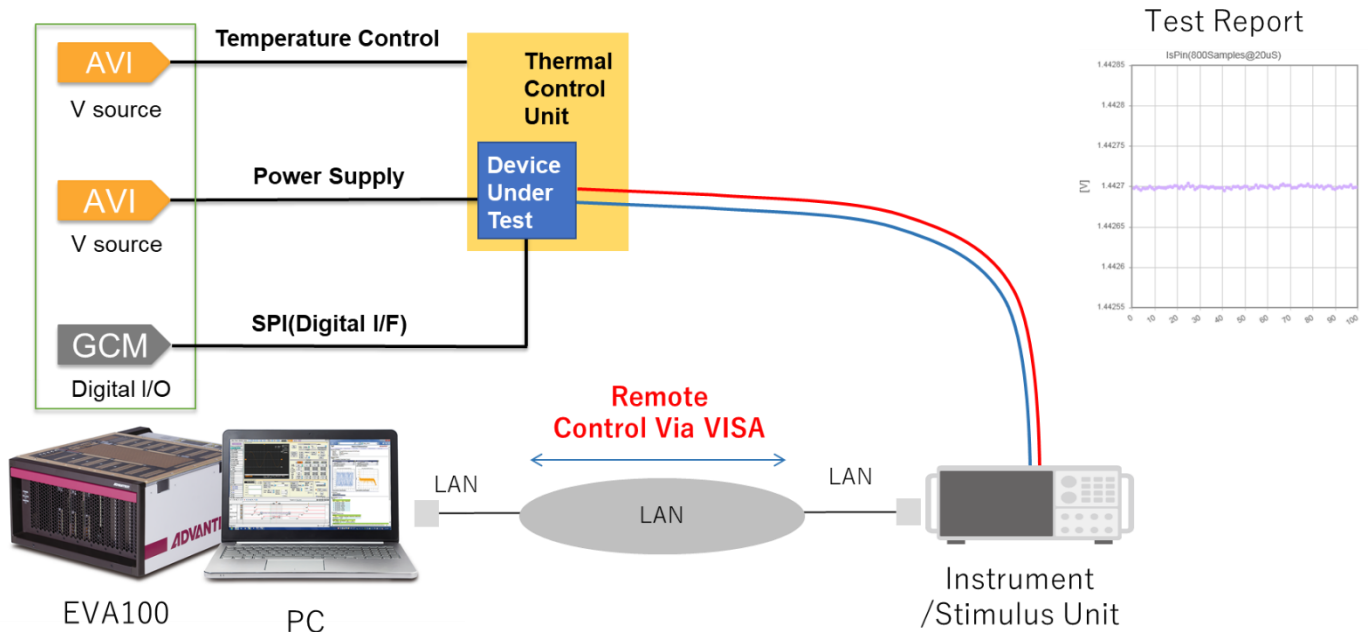 AVI
V source
Temperature Control
Thermal
Control
Unit
AVI
V source
Power Supply
Device
Under
Test
GCM
Digital I/O
SPI(Digital I/F)
Test Report
IsPin(800Samples@20uS)
[V]
1.44285
1.4428
1.44275
1.4427
1.44265
1.4426
1.44255
0
10
20
30
40
50
60
70
80
90
100
Remote
Control Via VISA
LAN
LAN
LAN
ADVANTE
EVA100
PC
Instrument
/Stimulus Unit